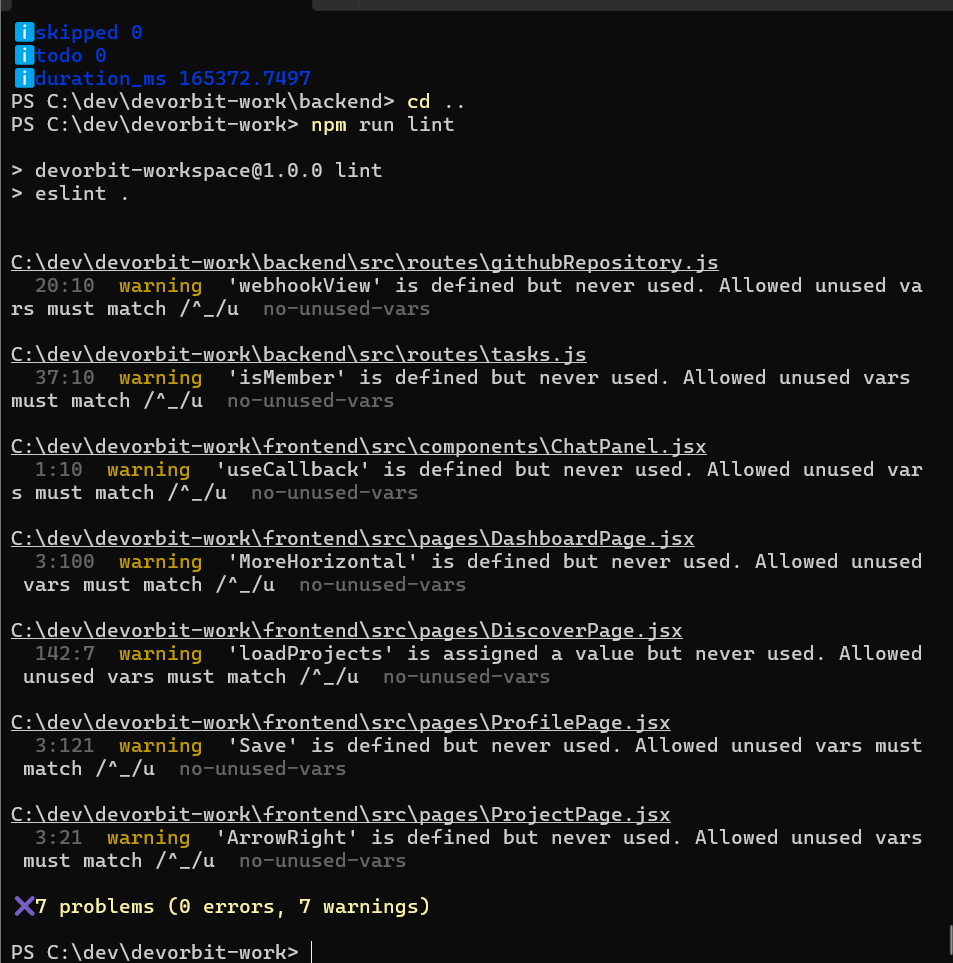 ℹskipped 0
ℹtodo 0
ℹduration_ms 165372.7497
PS C:\dev\devorbit-work\backend> cd ..
PS C:\dev\devorbit-work> npm run lint
> devorbit-workspace@1.0.0 lint
> eslint .
C:\dev\devorbit-work\backend\src\routes\githubRepository.js
20:10  warning  'webhookView' is defined but never used. Allowed unused va
rs must match /^_/u  no-unused-vars
C:\dev\devorbit-work\backend\src\routes\tasks.js
37:10  warning  'isMember' is defined but never used. Allowed unused vars
must match /^_/u  no-unused-vars
C:\dev\devorbit-work\frontend\src\components\ChatPanel.jsx
1:10  warning  'useCallback' is defined but never used. Allowed unused var
s must match /^_/u  no-unused-vars
C:\dev\devorbit-work\frontend\src\pages\DashboardPage.jsx
3:100  warning  'MoreHorizontal' is defined but never used. Allowed unused
vars must match /^_/u  no-unused-vars
C:\dev\devorbit-work\frontend\src\pages\DiscoverPage.jsx
142:7  warning  'loadProjects' is assigned a value but never used. Allowed
unused vars must match /^_/u  no-unused-vars
C:\dev\devorbit-work\frontend\src\pages\ProfilePage.jsx
3:121  warning  'Save' is defined but never used. Allowed unused vars must
match /^_/u  no-unused-vars
C:\dev\devorbit-work\frontend\src\pages\ProjectPage.jsx
3:21  warning  'ArrowRight' is defined but never used. Allowed unused vars
must match /^_/u  no-unused-vars
✖7 problems (0 errors, 7 warnings)
PS C:\dev\devorbit-work>